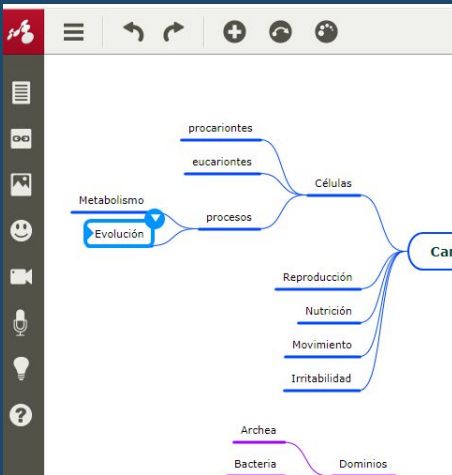 procariontes
eucariontes
Células
Metabolismo
procesos
Evolución
Reproducción
Nutrición
Movimiento
Irritabilidad
Archea
Bacteria
Dominios